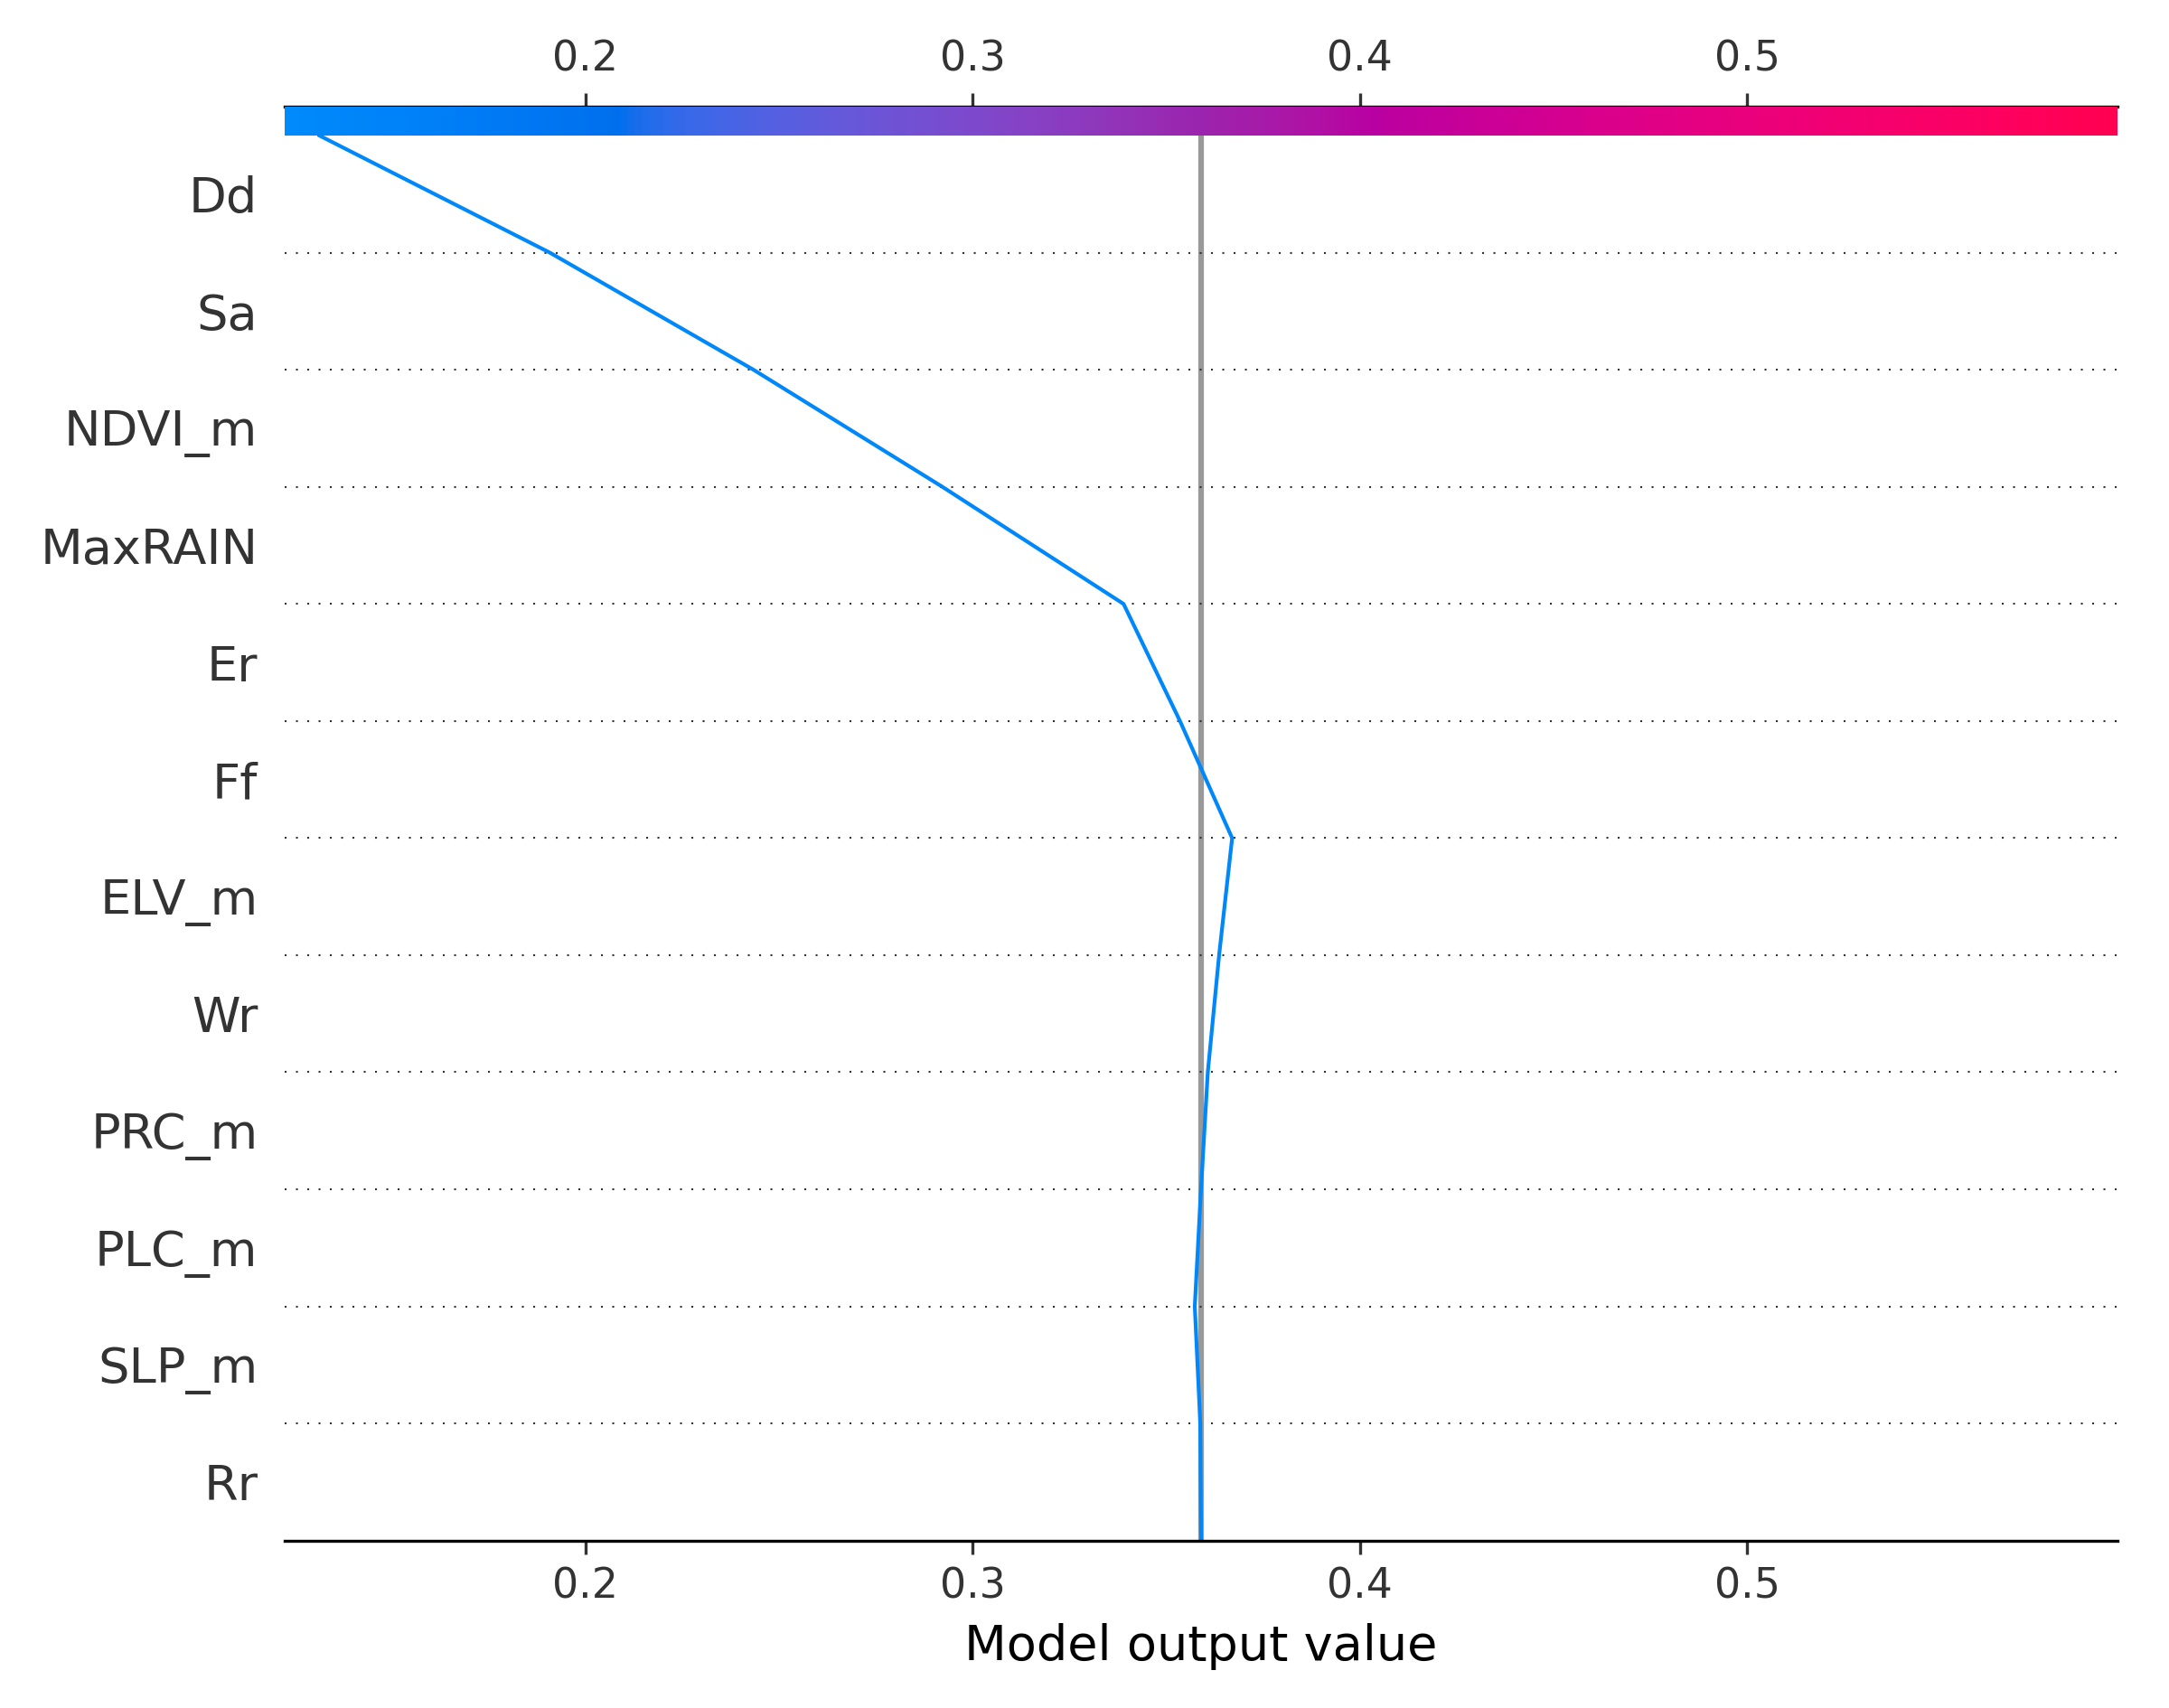 0.2 0.3 0.4 0.5
Dd
Sa
NDVI_m
MaxRAIN
Er
Ff
ELV_m
Wr
PRC_m
PLC_m
SLP_m
Rr
0.2 0.3 0.4 0.5
Model output value